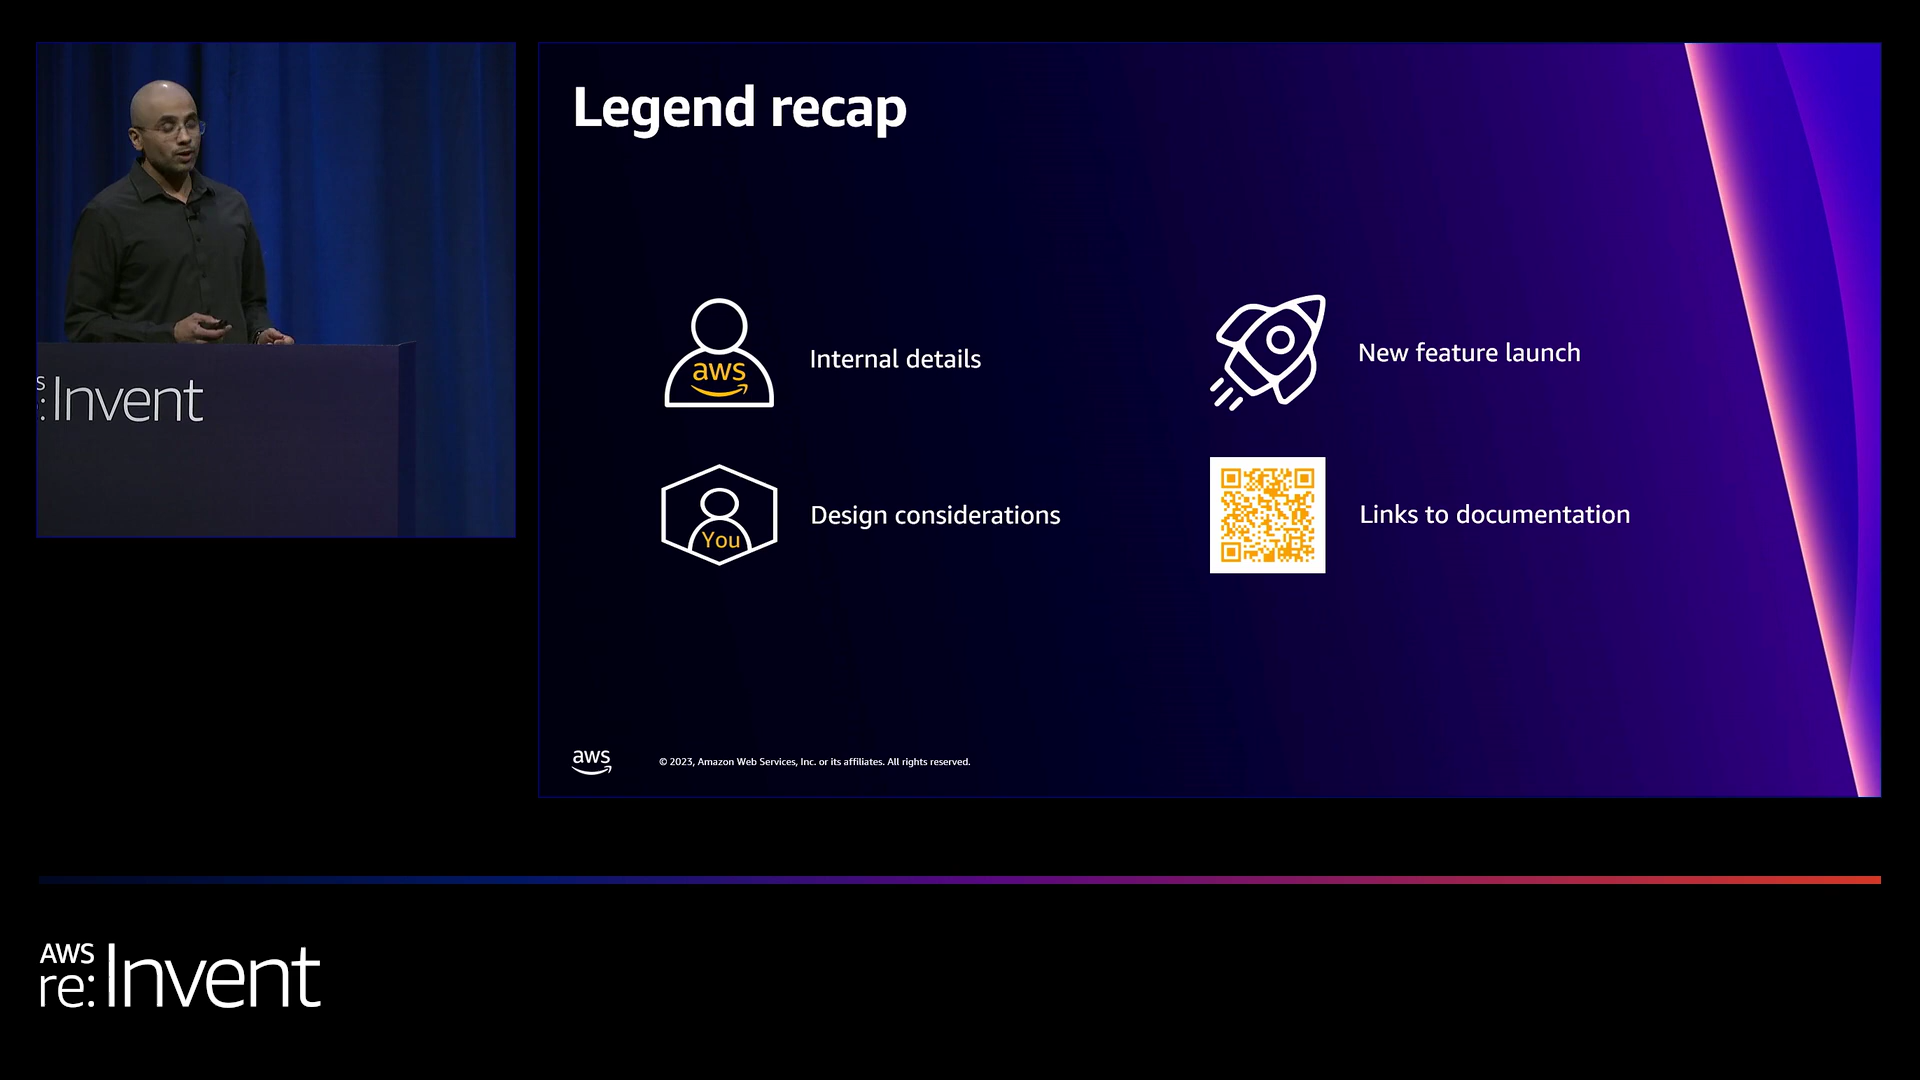 Legend recap
aws
Internal details
New feature launch
You
Design considerations
Links to documentation
aws
© 2023, Amazon Web Services, Inc. or its affiliates. All rights reserved.
S
:Invent
AWS
re:Invent